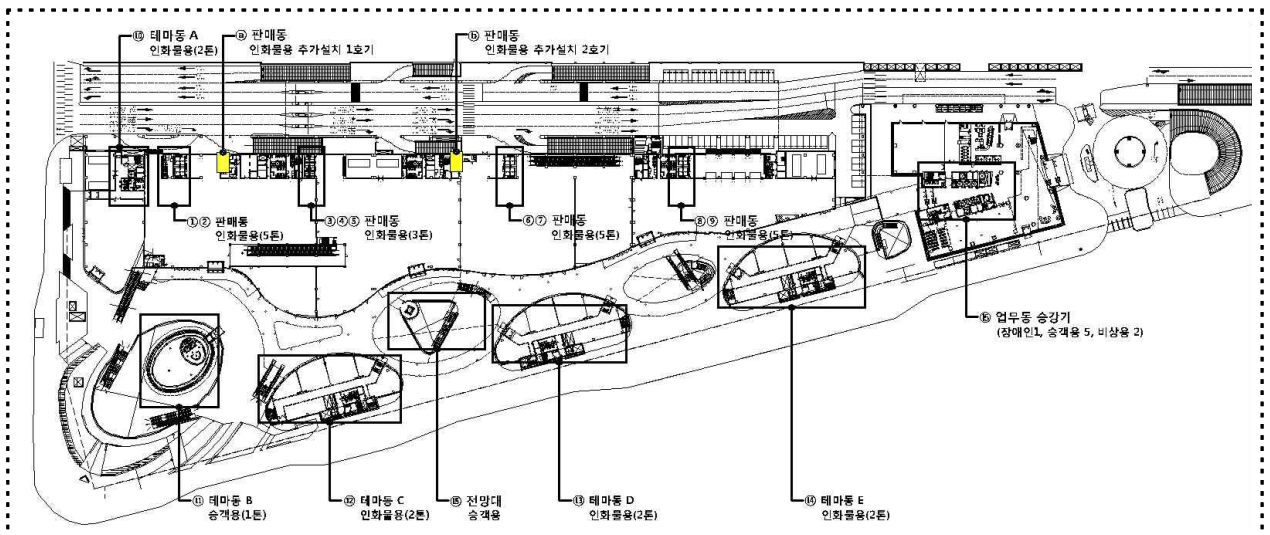 ⑩ 테마동 A
인화물용(2톤)
ⓐ 판매동
인화물용 추가설치 1호기
ⓑ 판매동
인화물용 추가설치 2호기
①② 판매동
인화물용(5톤)
③④⑤ 판매동
인화물용(3톤)
⑥⑦ 판매동
인화물용(5톤)
⑧⑨ 판매동
인화물용(5톤)
⑯ 업무동 승강기
(장애인1, 승객용 5, 비상용 2)
⑪ 테마동 B
승객용(1톤)
⑫ 테마동 C
인화물용(2톤)
⑮ 전망대
승객용
⑬ 테마동 D
인화물용(2톤)
⑭ 테마동 E
인화물용(2톤)